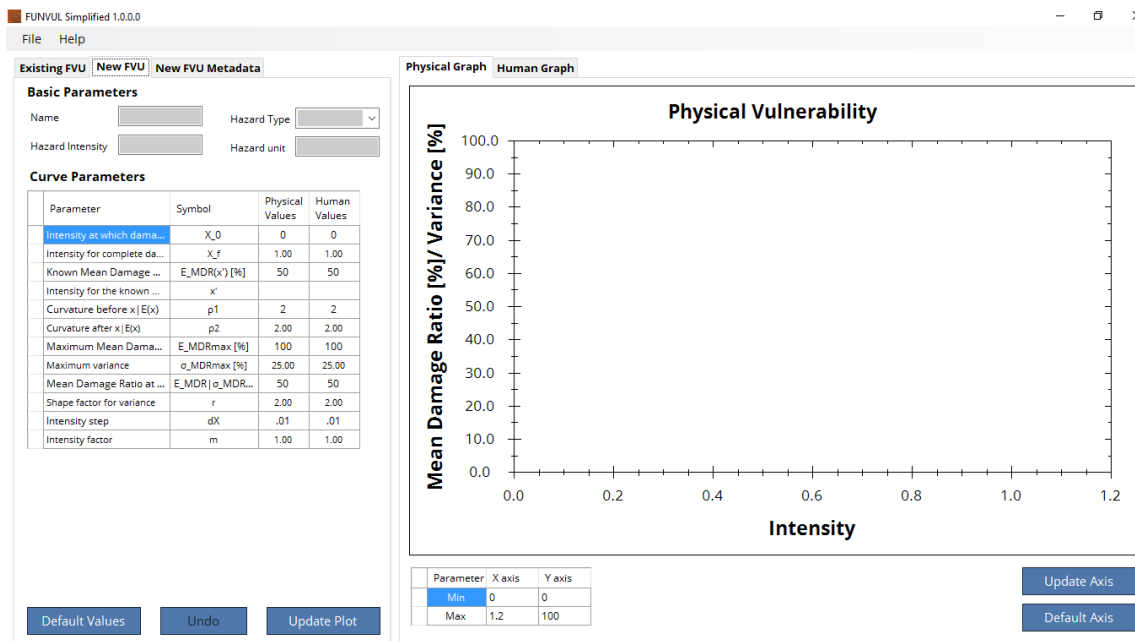 FUNVUL Simplified 1.0.0.0
File Help
Existing FVU New FVU New FVU Metadata
Basic Parameters
Name
Hazard Type
Hazard Intensity
Hazard unit
Curve Parameters
Parameter Symbol Physical Values Human Values
Intensity at which dama... X_0 0 0
Intensity for complete da... X_f 1.00 1.00
Known Mean Damage ... E_MDR(x') [%] 50 50
Intensity for the known ... x'
Curvature before x|E(x) ρ1 2 2
Curvature after x|E(x) ρ2 2.00 2.00
Maximum Mean Dama... E_MDRmax [%] 100 100
Maximum variance σ_MDRmax [%] 25.00 25.00
Mean Damage Ratio at ... E_MDR|σ_MDR... 50 50
Shape factor for variance r 2.00 2.00
Intensity step dX .01 .01
Intensity factor m 1.00 1.00
Default Values Undo Update Plot
Physical Graph Human Graph
Physical Vulnerability
Mean Damage Ratio [%]/ Variance [%]
100.0
90.0
80.0
70.0
60.0
50.0
40.0
30.0
20.0
10.0
0.0
0.0 0.2 0.4 0.6 0.8 1.0 1.2
Intensity
Parameter X axis Y axis
Min 0 0
Max 1.2 100
Update Axis
Default Axis